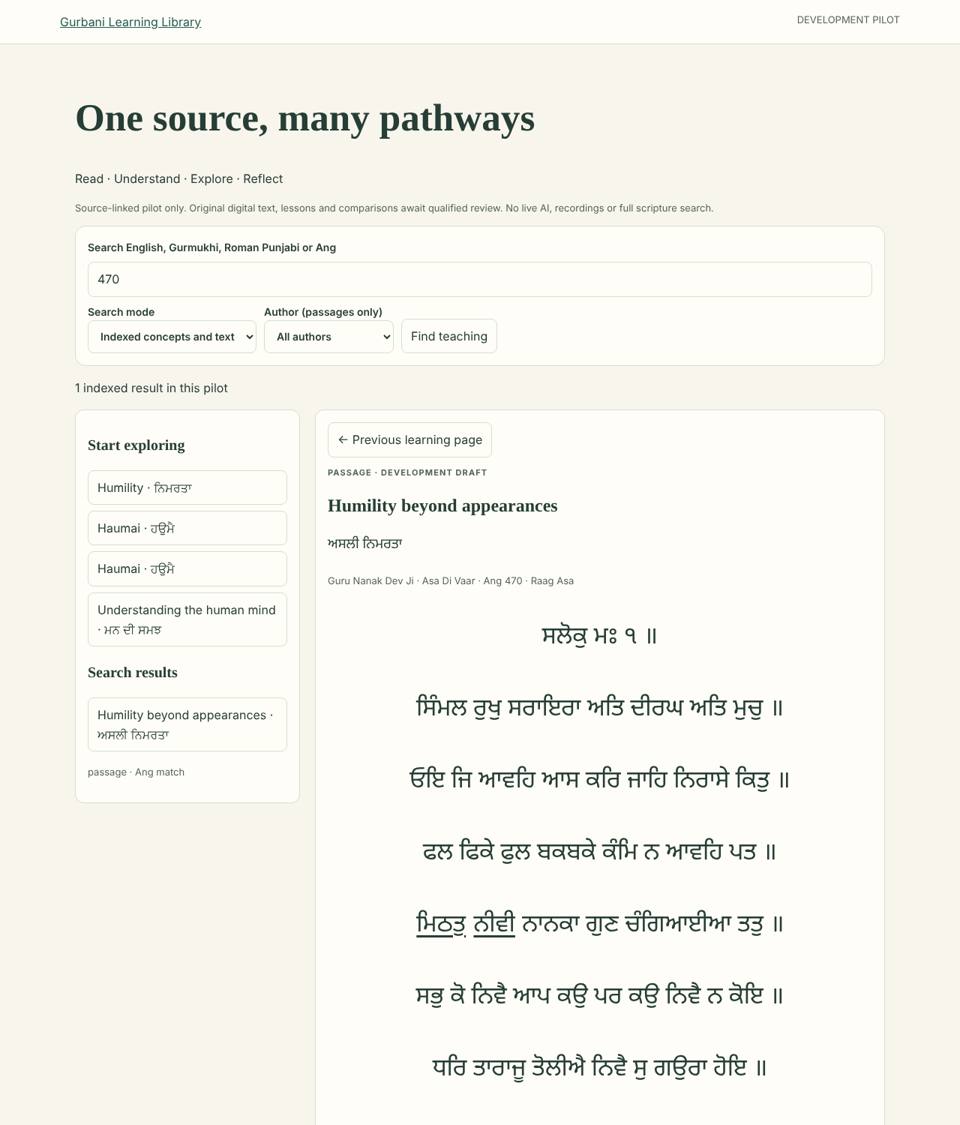 Gurbani Learning Library
DEVELOPMENT PILOT
One source, many pathways
Read · Understand · Explore · Reflect
Source-linked pilot only. Original digital text, lessons and comparisons await qualified review. No live AI, recordings or full scripture search.
Search English, Gurmukhi, Roman Punjabi or Ang
470
Search mode
Author (passages only)
Indexed concepts and text
All authors
Find teaching
1 indexed result in this pilot
Start exploring
Humility · ਨਿਮਰਤਾ
Haumai · ਹਉਮੈ
Haumai · ਹਉਮੈ
Understanding the human mind
· ਮਨ ਦੀ ਸਮਝ
Search results
Humility beyond appearances ·
ਅਸਲੀ ਨਿਮਰਤਾ
passage · Ang match
← Previous learning page
PASSAGE · DEVELOPMENT DRAFT
Humility beyond appearances
ਅਸਲੀ ਨਿਮਰਤਾ
Guru Nanak Dev Ji · Asa Di Vaar · Ang 470 · Raag Asa
ਸਲੋਕੁ ਮਃ ੧ ॥
ਸਿੰਮਲ ਰੁਖੁ ਸਰਾਇਰਾ ਅਤਿ ਦੀਰਘ ਅਤਿ ਮੁਚੁ ॥
ਓਇ ਜਿ ਆਵਹਿ ਆਸ ਕਰਿ ਜਾਹਿ ਨਿਰਾਸੇ ਕਿਤੁ ॥
ਫਲ ਫਿਕੇ ਫੁਲ ਬਕਬਕੇ ਕੰਮਿ ਨ ਆਵਹਿ ਪਤ ॥
ਮਿਠਤੁ ਨੀਵੀ ਨਾਨਕਾ ਗੁਣ ਚੰਗਿਆਈਆ ਤਤੁ ॥
ਸਭੁ ਕੋ ਨਿਵੈ ਆਪ ਕਉ ਪਰ ਕਉ ਨਿਵੈ ਨ ਕੋਇ ॥
ਧਰਿ ਤਾਰਾਜੂ ਤੋਲੀਐ ਨਿਵੈ ਸੁ ਗਉਰਾ ਹੋਇ ॥